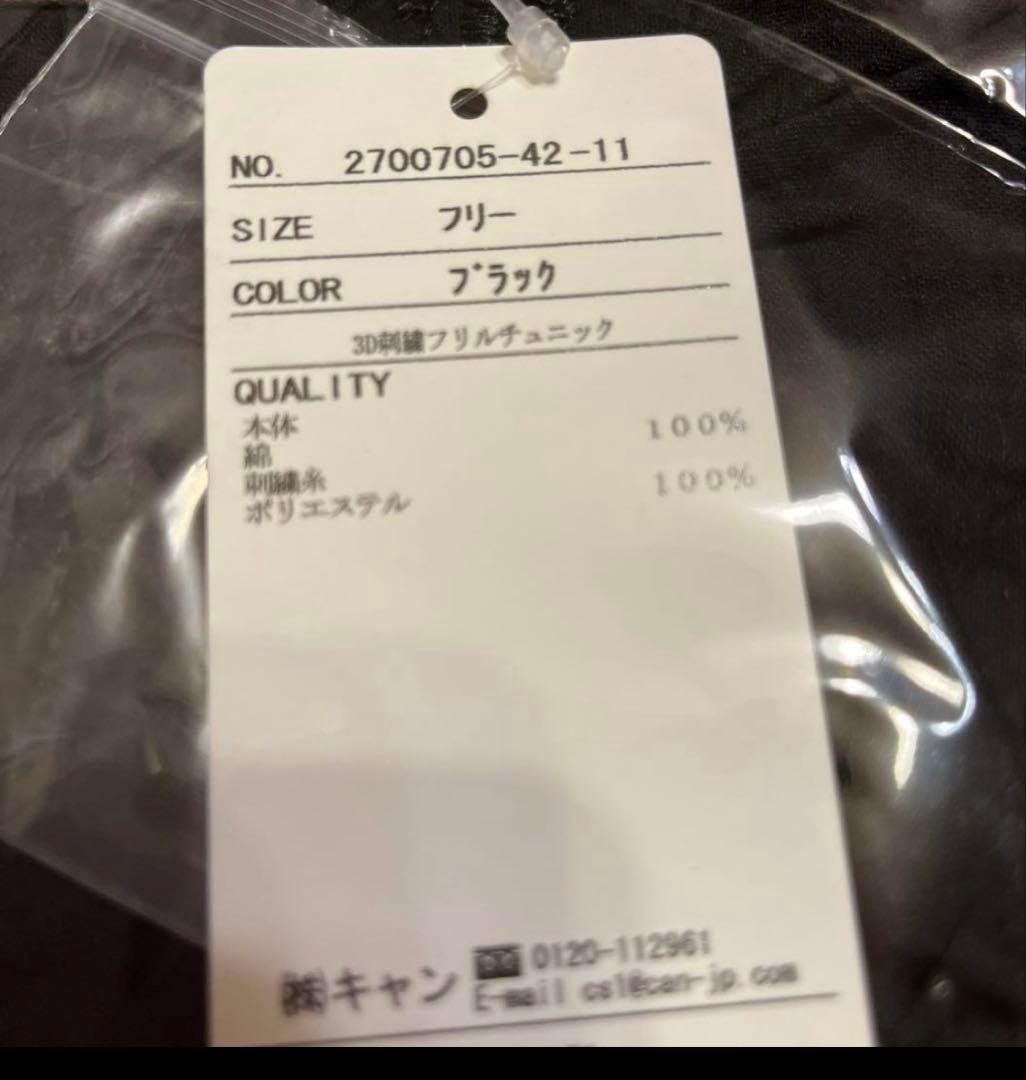 NO. 2700705-42-11
SIZE フリー
COLOR ブラック
3D刺繍フリルチュニック
QUALITY
本体
綿 100%
刺繍糸
ポリエステル 100%
㈱キャン 0120-112961
E-mail cs1@can-jp.com